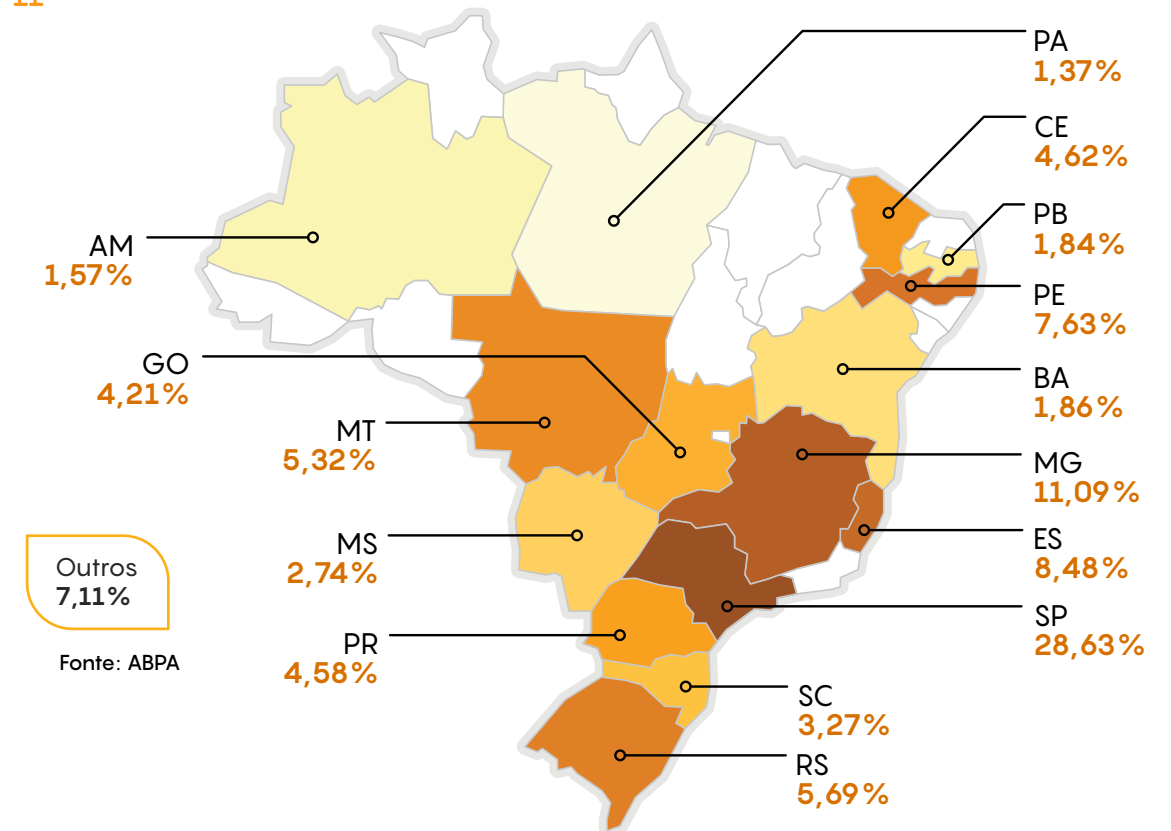 11
PA
1,37%
CE
4,62%
PB
1,84%
AM
1,57%
PE
7,63%
GO
4,21%
BA
1,86%
MT
5,32%
MG
11,09%
MS
2,74%
ES
8,48%
Outros
7,11%
SP
28,63%
PR
4,58%
Fonte: ABPA
SC
3,27%
RS
5,69%